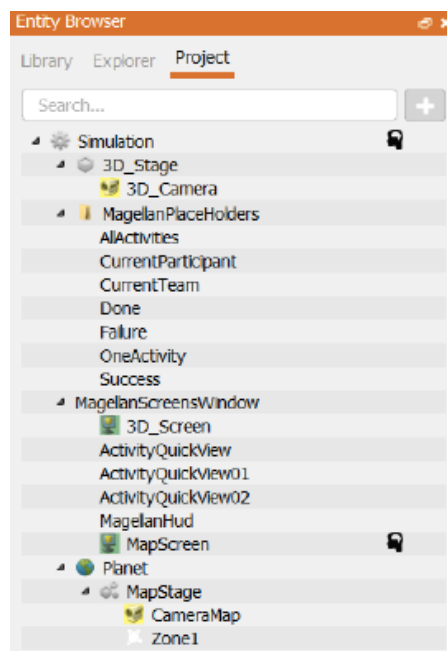 Entity Browser
Library Explorer Project
Search...
Simulation
3D_Stage
3D_Camera
MagellanPlaceHolders
AllActivities
CurrentParticipant
CurrentTeam
Done
Failure
OneActivity
Success
MagellanScreensWindow
3D_Screen
ActivityQuickView
ActivityQuickView01
ActivityQuickView02
MagellanHud
MapScreen
Planet
MapStage
CameraMap
Zone1